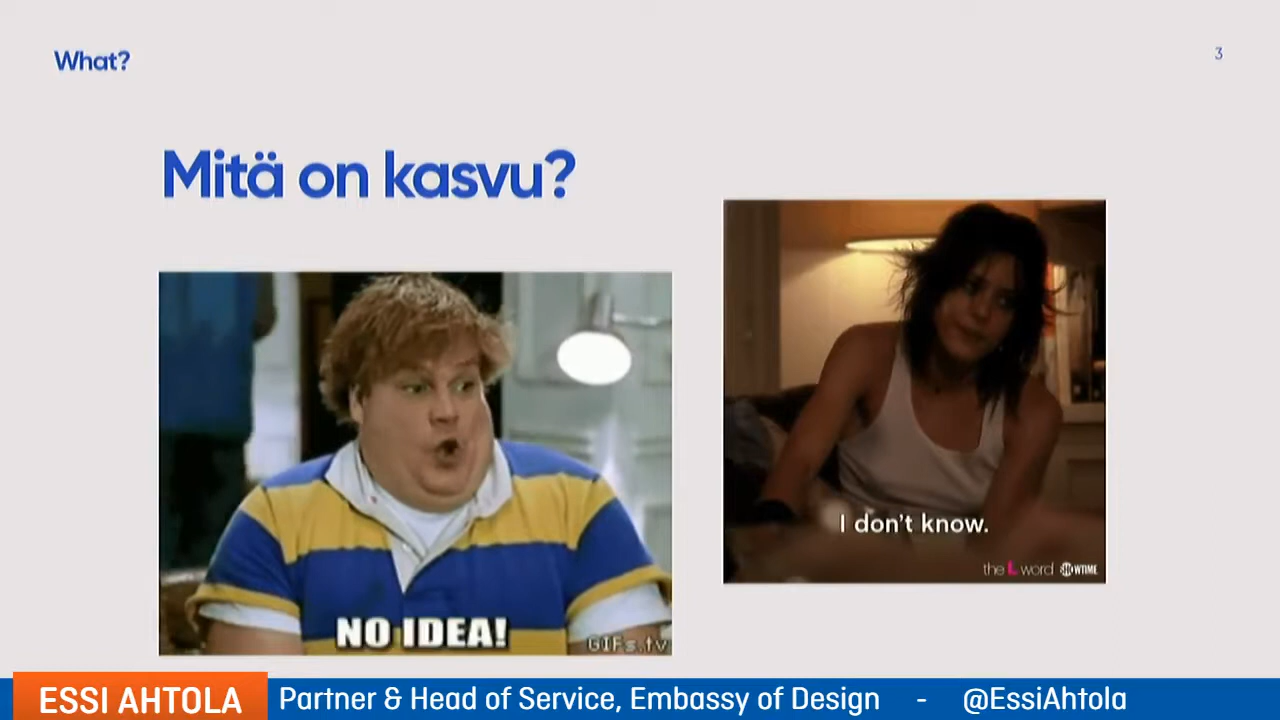 What?
3
Mitä on kasvu?
I don't know.
the L word SHOWTIME
NO IDEA!
GIFs.tv
ESSI AHTOLA
Partner & Head of Service, Embassy of Design - @EssiAhtola